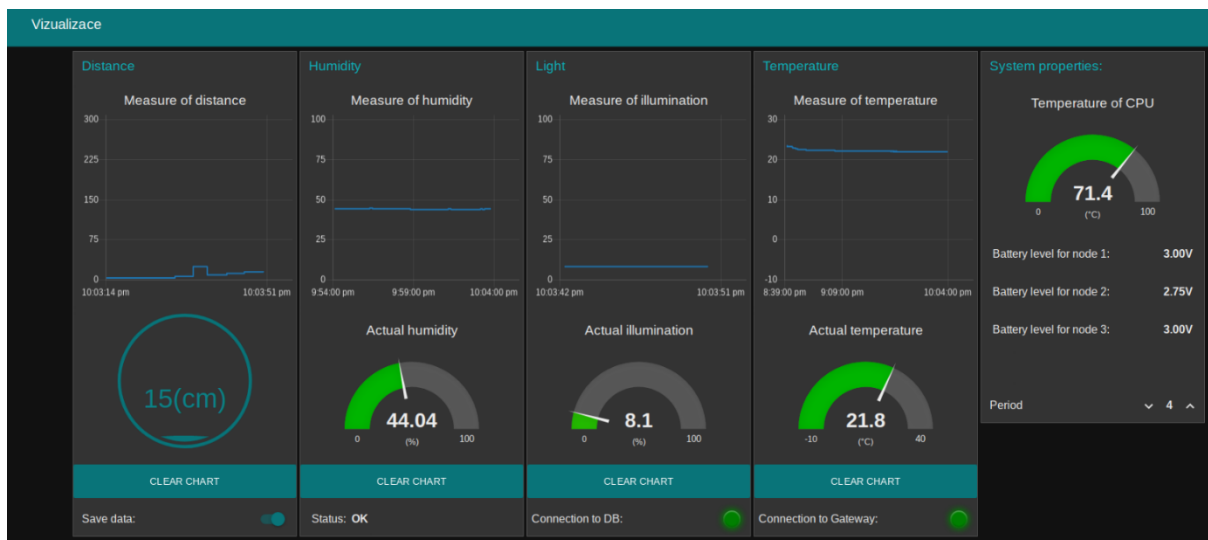 Vizualizace
Distance
Measure of distance
300
225
150
75
0
10:03:14 pm 10:03:51 pm
15(cm)
CLEAR CHART
Save data:
Humidity
Measure of humidity
100
75
50
25
0
9:54:00 pm 9:59:00 pm 10:04:00 pm
Actual humidity
44.04
0 (%) 100
CLEAR CHART
Status: OK
Light
Measure of illumination
100
75
50
25
0
10:03:42 pm 10:03:51 pm
Actual illumination
8.1
0 (%) 100
CLEAR CHART
Connection to DB:
Temperature
Measure of temperature
30
20
10
0
-10
8:39:00 pm 9:09:00 pm 10:04:00 pm
Actual temperature
21.8
-10 (°C) 40
CLEAR CHART
Connection to Gateway:
System properties:
Temperature of CPU
71.4
0 (°C) 100
Battery level for node 1: 3.00V
Battery level for node 2: 2.75V
Battery level for node 3: 3.00V
Period 4